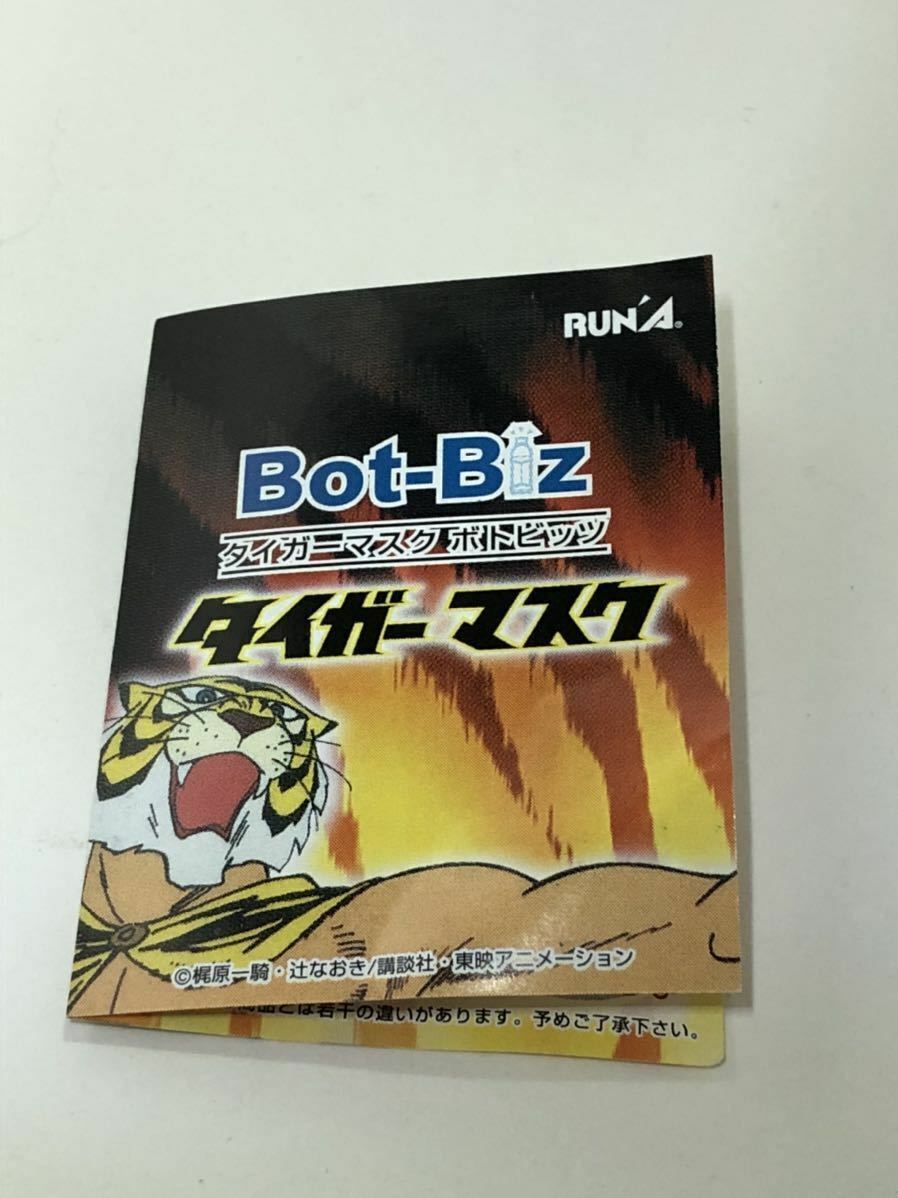 RUN'A®
Bot-Biz
タイガーマスク ボトビッツ
タイガーマスク
©梶原一騎・辻なおき/講談社・東映アニメーション
商品とは若干の違いがあります。予めご了承下さい。